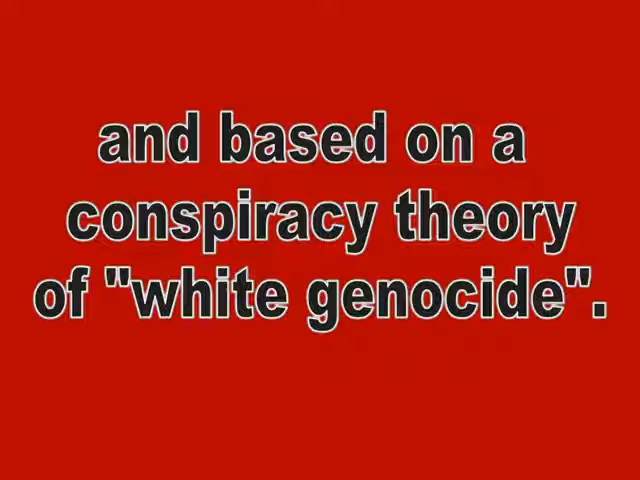 and based on a
conspiracy theory
of "white genocide".